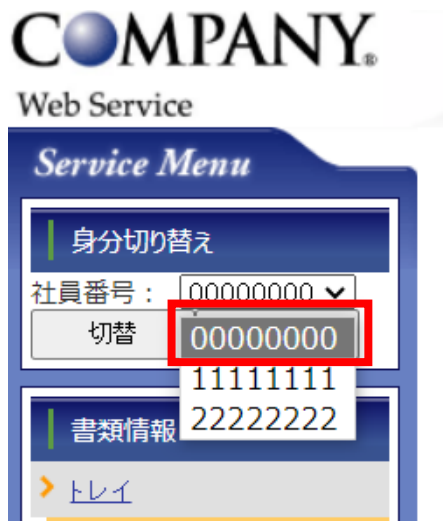 COMPANY®
Web Service
Service Menu
身分切り替え
社員番号： 00000000
切替
00000000
11111111
22222222
書類情報
トレイ